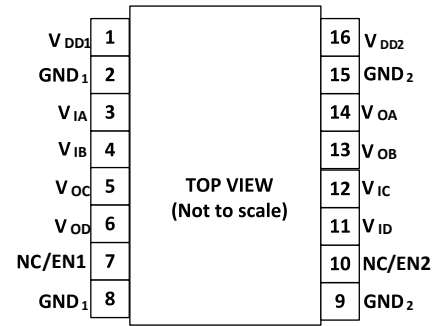 V DD1 1 16 V DD2
GND 1 2 15 GND 2
V IA 3 14 V OA
V IB 4 13 V OB
V OC 5 12 V IC
V OD 6 11 V ID
NC/EN1 7 10 NC/EN2
GND 1 8 9 GND 2
TOP VIEW
(Not to scale)